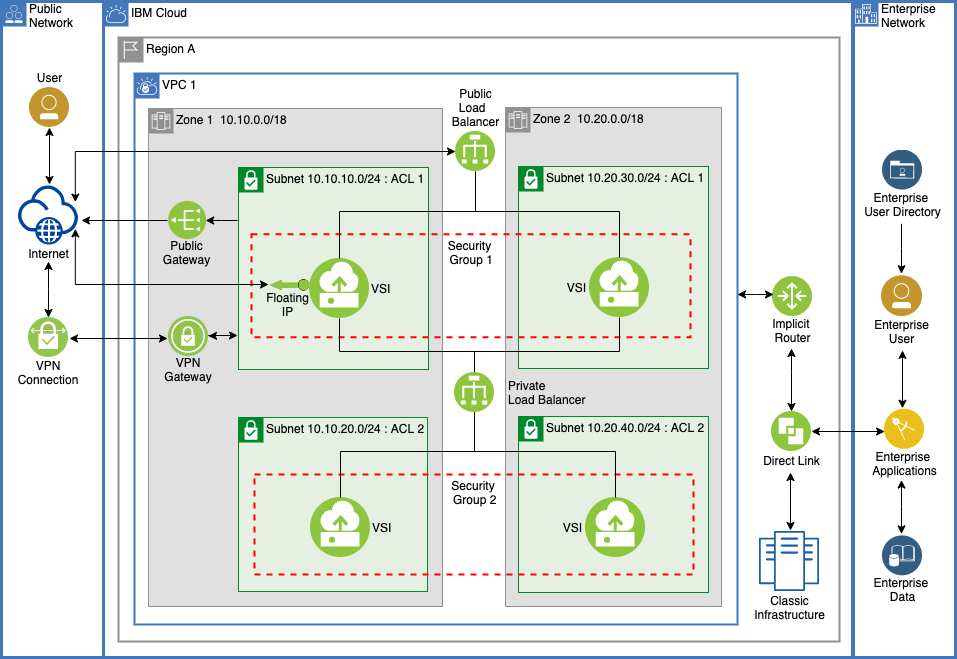 Public
Network
IBM Cloud
Enterprise
Network
Region A
User
VPC 1
Public
Load
Balancer
Zone 1 10.10.0.0/18
Zone 2 10.20.0.0/18
Subnet 10.10.10.0/24 : ACL 1
Subnet 10.20.30.0/24 : ACL 1
Enterprise
User Directory
Internet
Public
Gateway
Security
Group 1
VSI
VSI
Floating
IP
Implicit
Router
Enterprise
User
VPN
Connection
VPN
Gateway
Private
Load Balancer
Subnet 10.10.20.0/24 : ACL 2
Subnet 10.20.40.0/24 : ACL 2
Direct Link
Enterprise
Applications
Security
Group 2
VSI
VSI
Classic
Infrastructure
Enterprise
Data